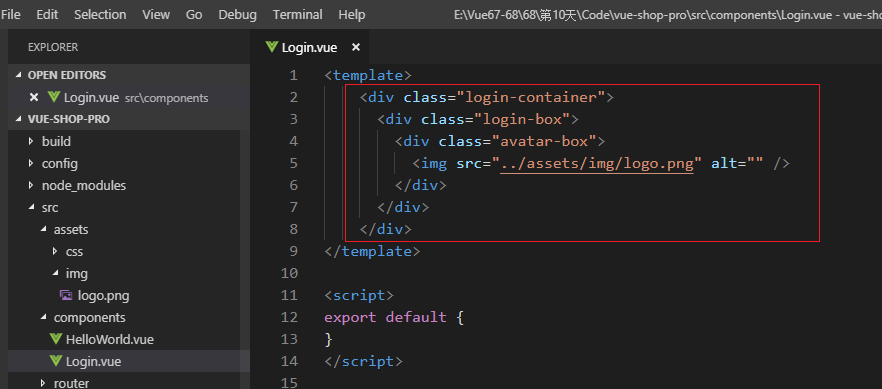 File Edit Selection View Go Debug Terminal Help E:\Vue67-68\68\第10天\Code\vue-shop-pro\src\components\Login.vue - vue-sho
EXPLORER
OPEN EDITORS
Login.vue src\components
VUE-SHOP-PRO
build
config
node_modules
src
assets
css
img
logo.png
components
HelloWorld.vue
Login.vue
router
Login.vue
1 <template>
2 <div class="login-container">
3 <div class="login-box">
4 <div class="avatar-box">
5 <img src="../assets/img/logo.png" alt="" />
6 </div>
7 </div>
8 </div>
9 </template>
10
11 <script>
12 export default {
13 }
14 </script>
15